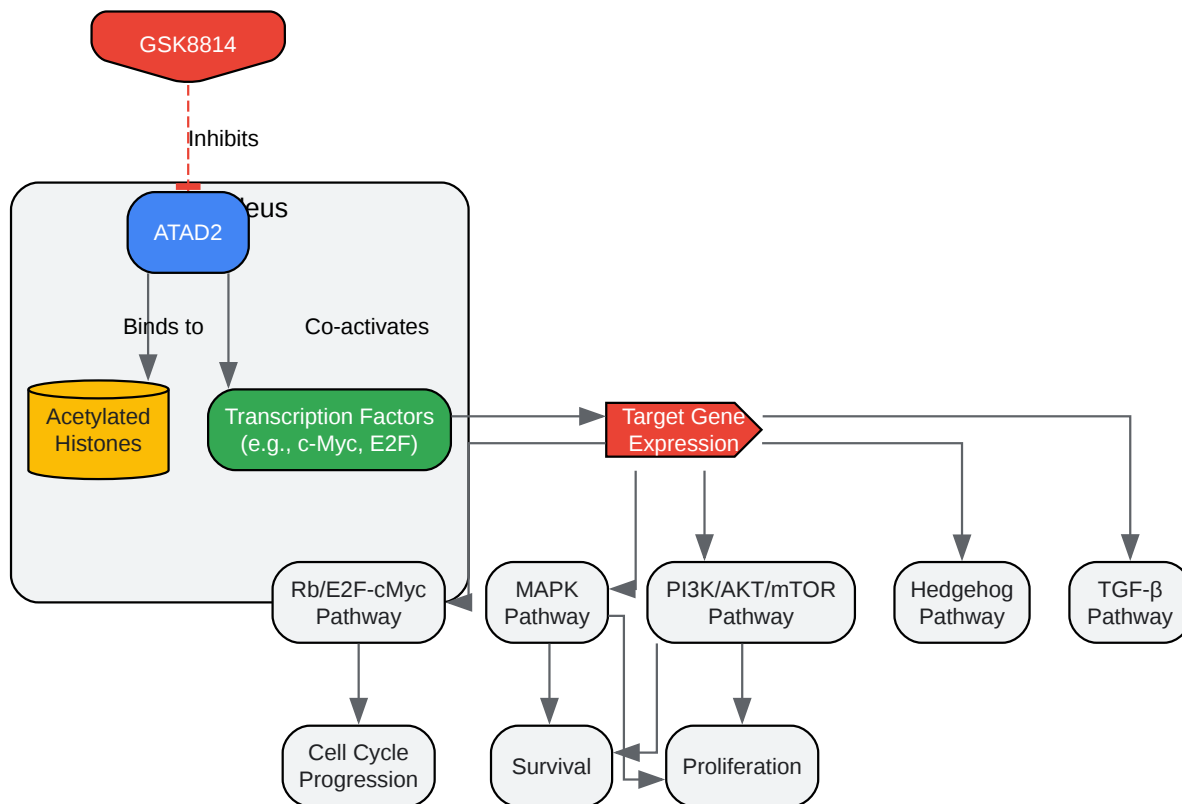 GSK8814
Inhibits
leus
ATAD2
Binds to
Co-activates
Acetylated
Histones
Transcription Factors
(e.g., c-Myc, E2F)
Target Gene
Expression
Rb/E2F-cMyc
Pathway
MAPK
Pathway
PI3K/AKT/mTOR
Pathway
Hedgehog
Pathway
TGF-β
Pathway
Cell Cycle
Progression
Survival
Proliferation